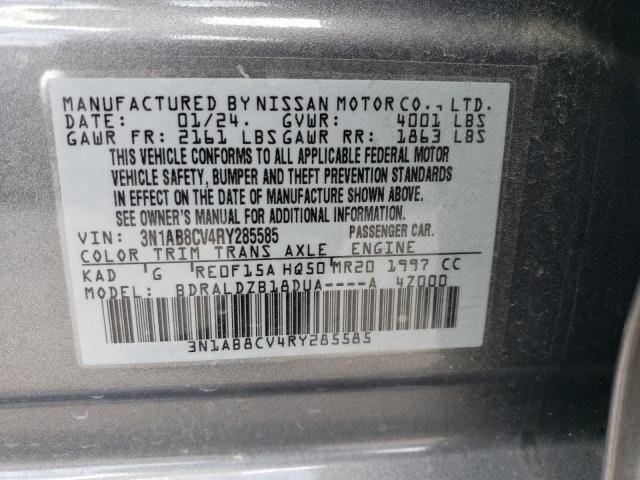 MANUFACTURED BY NISSAN MOTOR CO., LTD.
DATE: 01/24. GVWR: 4001 LBS
GAWR FR: 2161 LBS GAWR RR: 1863 LBS
THIS VEHICLE CONFORMS TO ALL APPLICABLE FEDERAL MOTOR
VEHICLE SAFETY, BUMPER AND THEFT PREVENTION STANDARDS
IN EFFECT ON THE DATE OF MANUFACTURE SHOWN ABOVE.
SEE OWNER'S MANUAL FOR ADDITIONAL INFORMATION.
VIN: 3N1AB8CV4RY285585 PASSENGER CAR.
COLOR TRIM TRANS AXLE ENGINE
KAD G RE0F15A HQ50 MR20 1997 CC
MODEL: BDRALDZB18DUA----A 4Z000
3N1AB8CV4RY285585